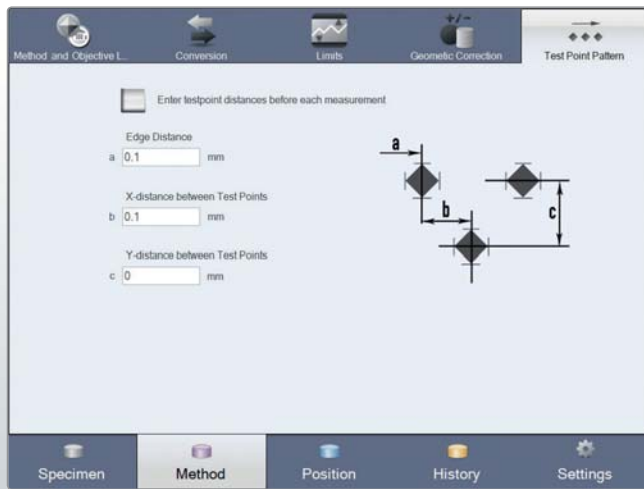 Method and Objective L...
Conversion
Limits
Geometic Correction
Test Point Pattern
Enter testpoint distances before each measurement
Edge Distance
a 0.1 mm
X-distance between Test Points
b 0.1 mm
Y-distance between Test Points
c 0 mm
a
b
c
Specimen
Method
Position
History
Settings